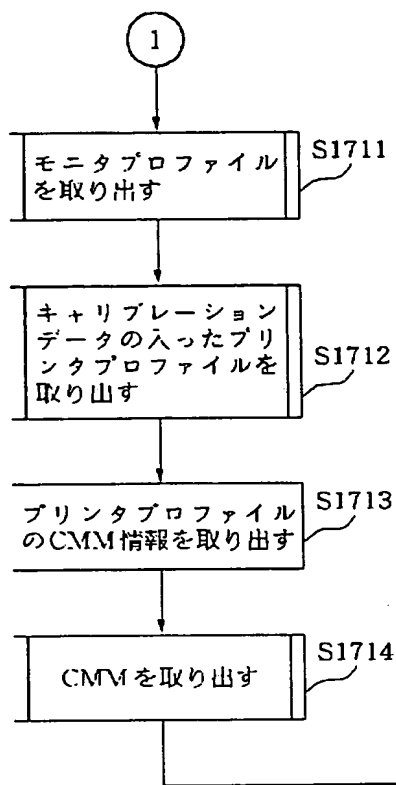 1
モニタプロファイル
を取り出す
S1711
キャリブレーション
データの入ったプリ
ンタプロファイルを
取り出す
S1712
プリンタプロファイル
のCMM情報を取り出す
S1713
CMMを取り出す
S1714